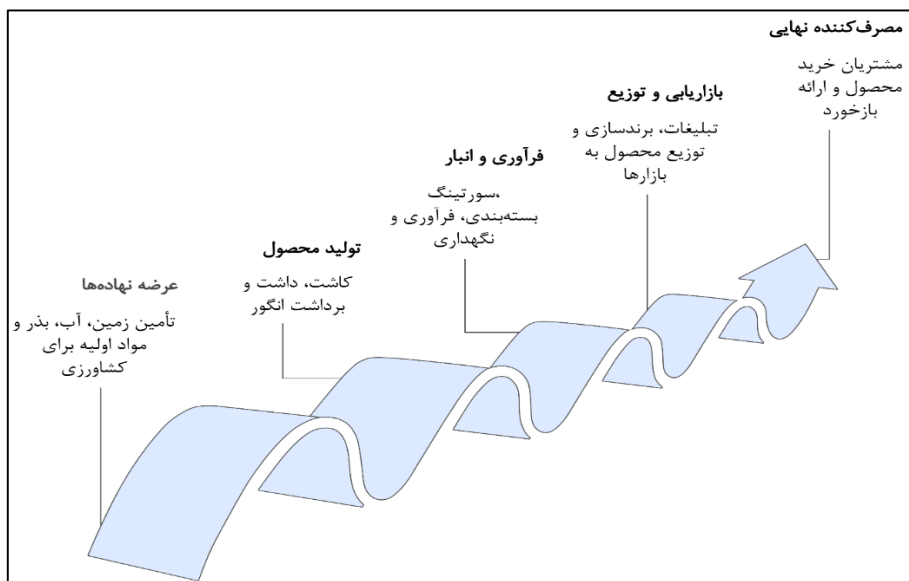 عرضه نهاده‌ها
تأمین زمین، آب، بذر و
مواد اولیه برای
کشاورزی
تولید محصول
کاشت، داشت و
برداشت انگور
فرآوری و انبار
سورتینگ،
بسته‌بندی، فرآوری و
نگهداری
بازاریابی و توزیع
تبلیغات، برندسازی و
توزیع محصول به
بازارها
مصرف‌کننده نهایی
مشتریان خرید
محصول و ارائه
بازخورد